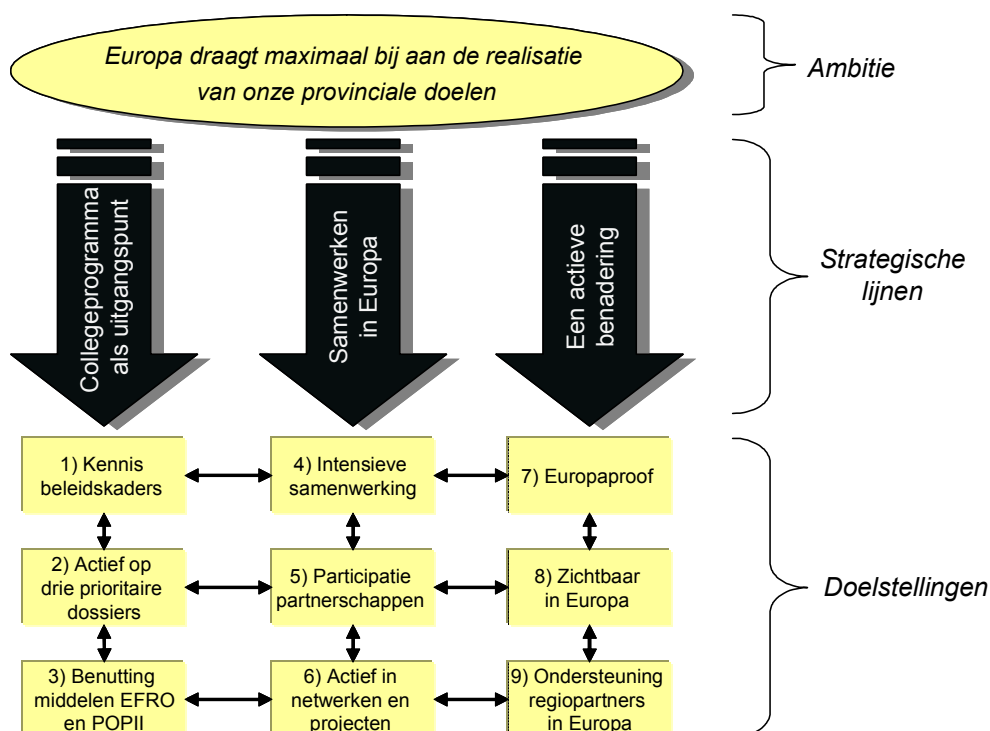 Europa draagt maximaal bij aan de realisatie
van onze provinciale doelen
Ambitie
Collegeprogramma
als uitgangspunt
Samenwerken
in Europa
Een actieve
benadering
Strategische
lijnen
1) Kennis
beleidskaders
4) Intensieve
samenwerking
7) Europaproof
2) Actief op
drie prioritaire
dossiers
5) Participatie
partnerschappen
8) Zichtbaar
in Europa
Doelstellingen
3) Benutting
middelen EFRO
en POPII
6) Actief in
netwerken en
projecten
9) Ondersteuning
regiopartners
in Europa